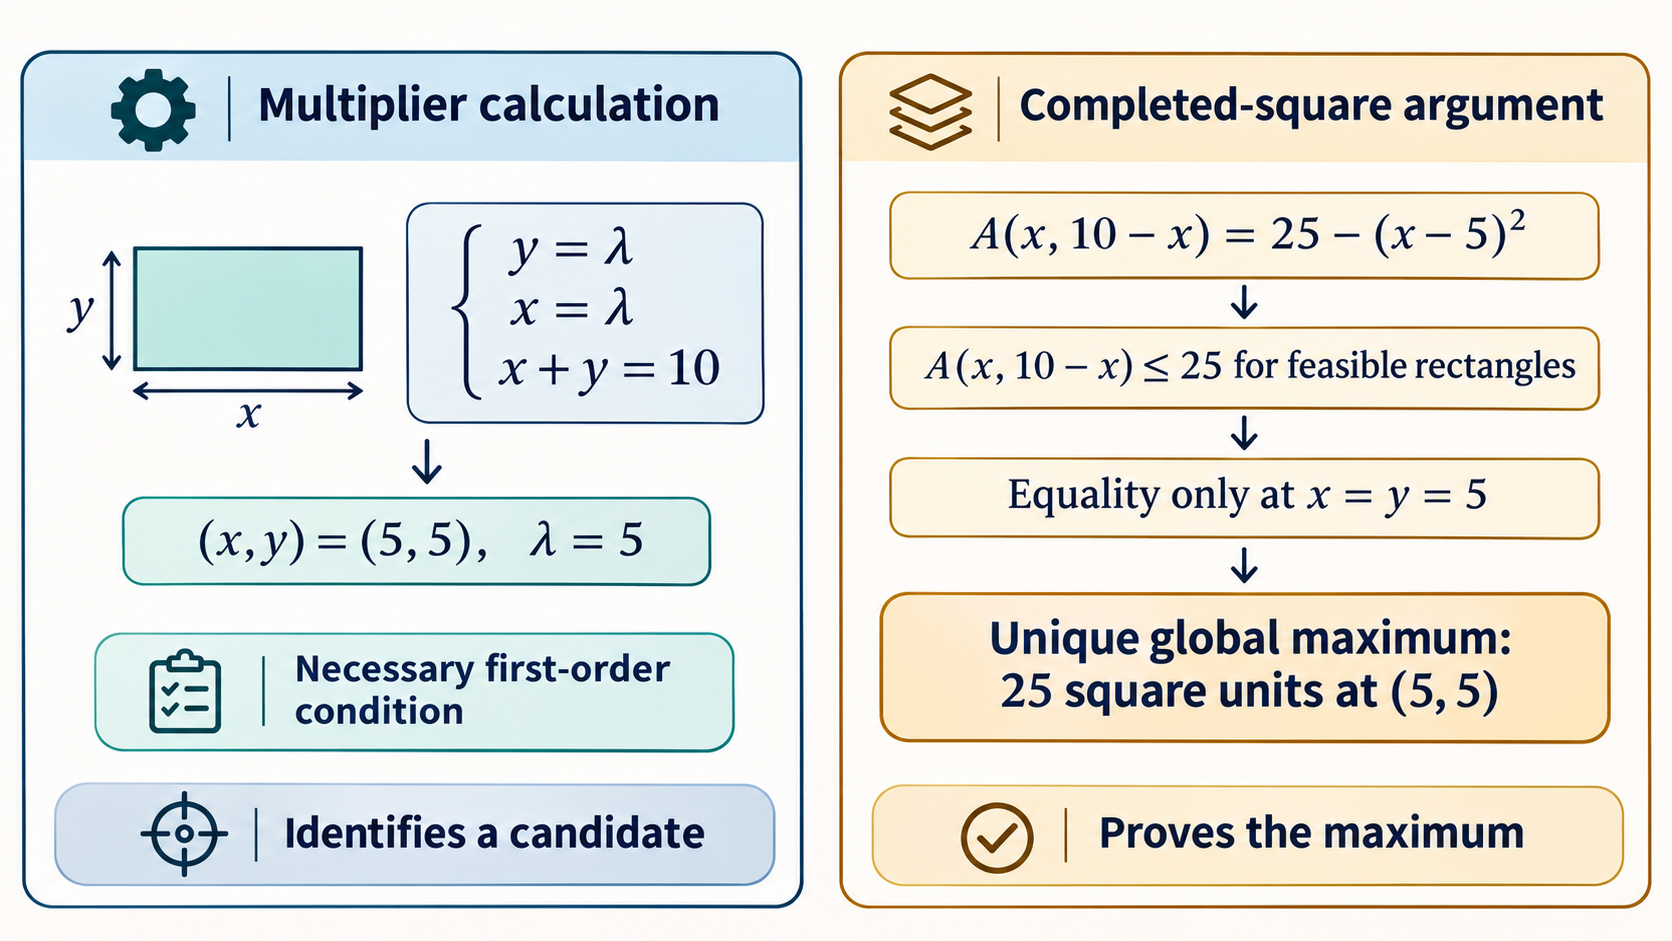 Multiplier calculation
y
x
y = λ
x = λ
x + y = 10
(x, y) = (5, 5), λ = 5
Necessary first-order
condition
Identifies a candidate
Completed-square argument
A(x, 10 − x) = 25 − (x − 5)²
A(x, 10 − x) ≤ 25 for feasible rectangles
Equality only at x = y = 5
Unique global maximum:
25 square units at (5, 5)
Proves the maximum